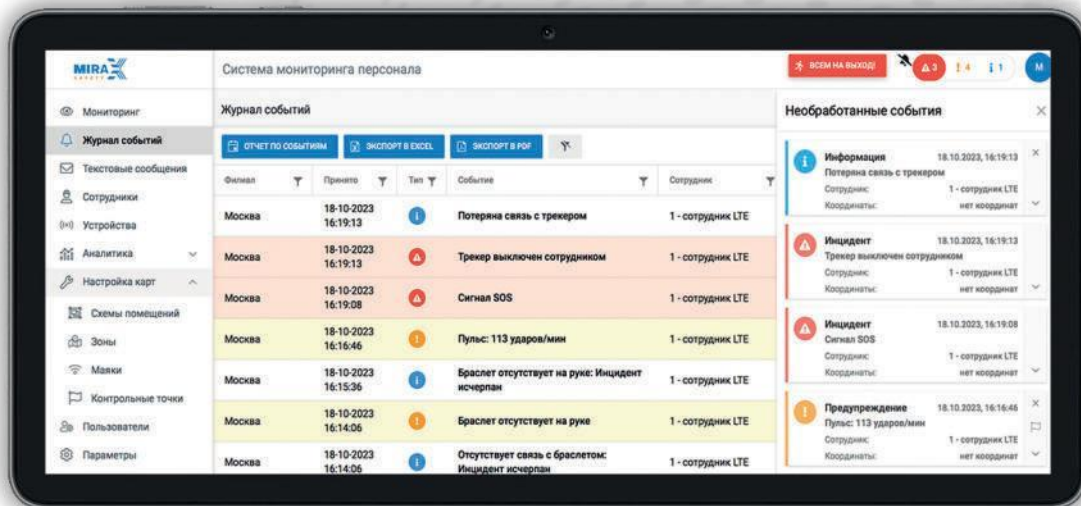 MIRA
Система мониторинга персонала
ВСЕМ НА ВЫХОД!
3
4
1
M
Мониторинг
Журнал событий
Текстовые сообщения
Сотрудники
Устройства
Аналитика
Настройка карт
Схемы помещений
Зоны
Маяки
Контрольные точки
Пользователи
Параметры
Журнал событий
ОТЧЕТ ПО СОБЫТИЯМ
ЭКСПОРТ В EXCEL
ЭКСПОРТ В PDF
Филиал Принято Тип Событие Сотрудник
Москва 18-10-2023 16:19:13 Потеряна связь с трекером 1 - сотрудник LTE
Москва 18-10-2023 16:19:13 Трекер выключен сотрудником 1 - сотрудник LTE
Москва 18-10-2023 16:19:08 Сигнал SOS 1 - сотрудник LTE
Москва 18-10-2023 16:16:46 Пульс: 113 ударов/мин 1 - сотрудник LTE
Москва 18-10-2023 16:15:36 Браслет отсутствует на руке: Инцидент исчерпан 1 - сотрудник LTE
Москва 18-10-2023 16:14:06 Браслет отсутствует на руке 1 - сотрудник LTE
Москва 18-10-2023 16:14:06 Отсутствует связь с браслетом: Инцидент исчерпан 1 - сотрудник LTE
Необработанные события
Информация 18.10.2023, 16:19:13
Потеряна связь с трекером
Сотрудник: 1 - сотрудник LTE
Координаты: нет координат
Инцидент 18.10.2023, 16:19:13
Трекер выключен сотрудником
Сотрудник: 1 - сотрудник LTE
Координаты: нет координат
Инцидент 18.10.2023, 16:19:08
Сигнал SOS
Сотрудник: 1 - сотрудник LTE
Координаты: нет координат
Предупреждение 18.10.2023, 16:16:46
Пульс: 113 ударов/мин
Сотрудник: 1 - сотрудник LTE
Координаты: нет координат